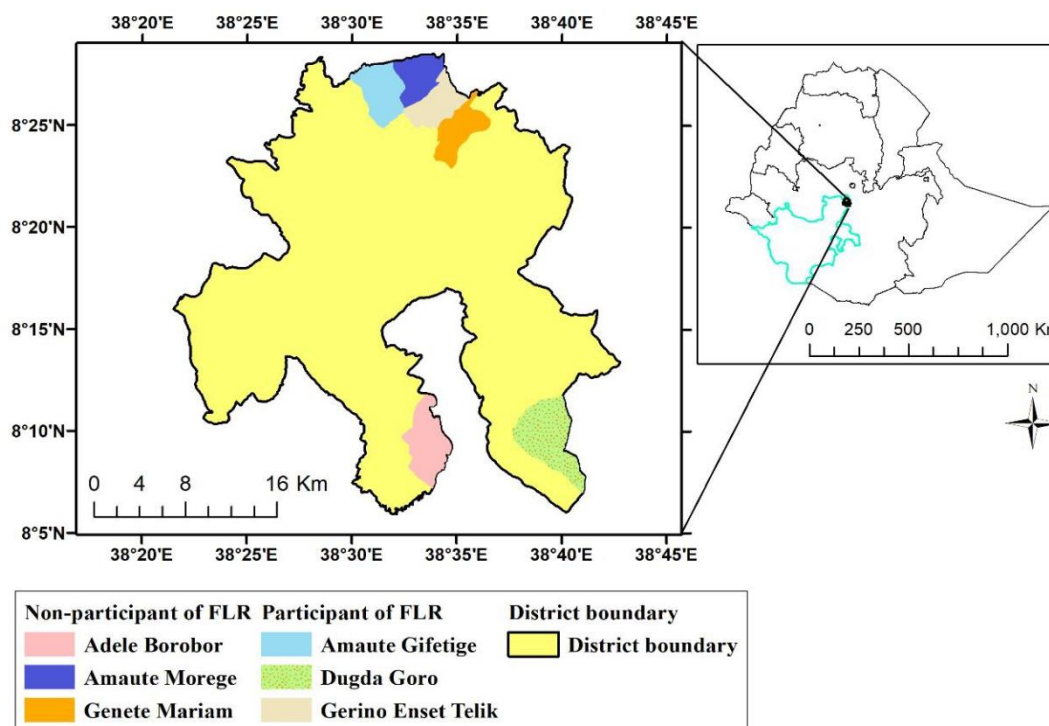 38°20'E 38°25'E 38°30'E 38°35'E 38°40'E 38°45'E
8°25'N
8°20'N
8°15'N
8°10'N
8°5'N
0 4 8 16 Km
38°20'E 38°25'E 38°30'E 38°35'E 38°40'E 38°45'E
0 250 500 1,000 Km
N
Non-participant of FLR Participant of FLR District boundary
Adele Borobor Amaute Gifetige District boundary
Amaute Morege Dugda Goro
Genete Mariam Gerino Enset Telik